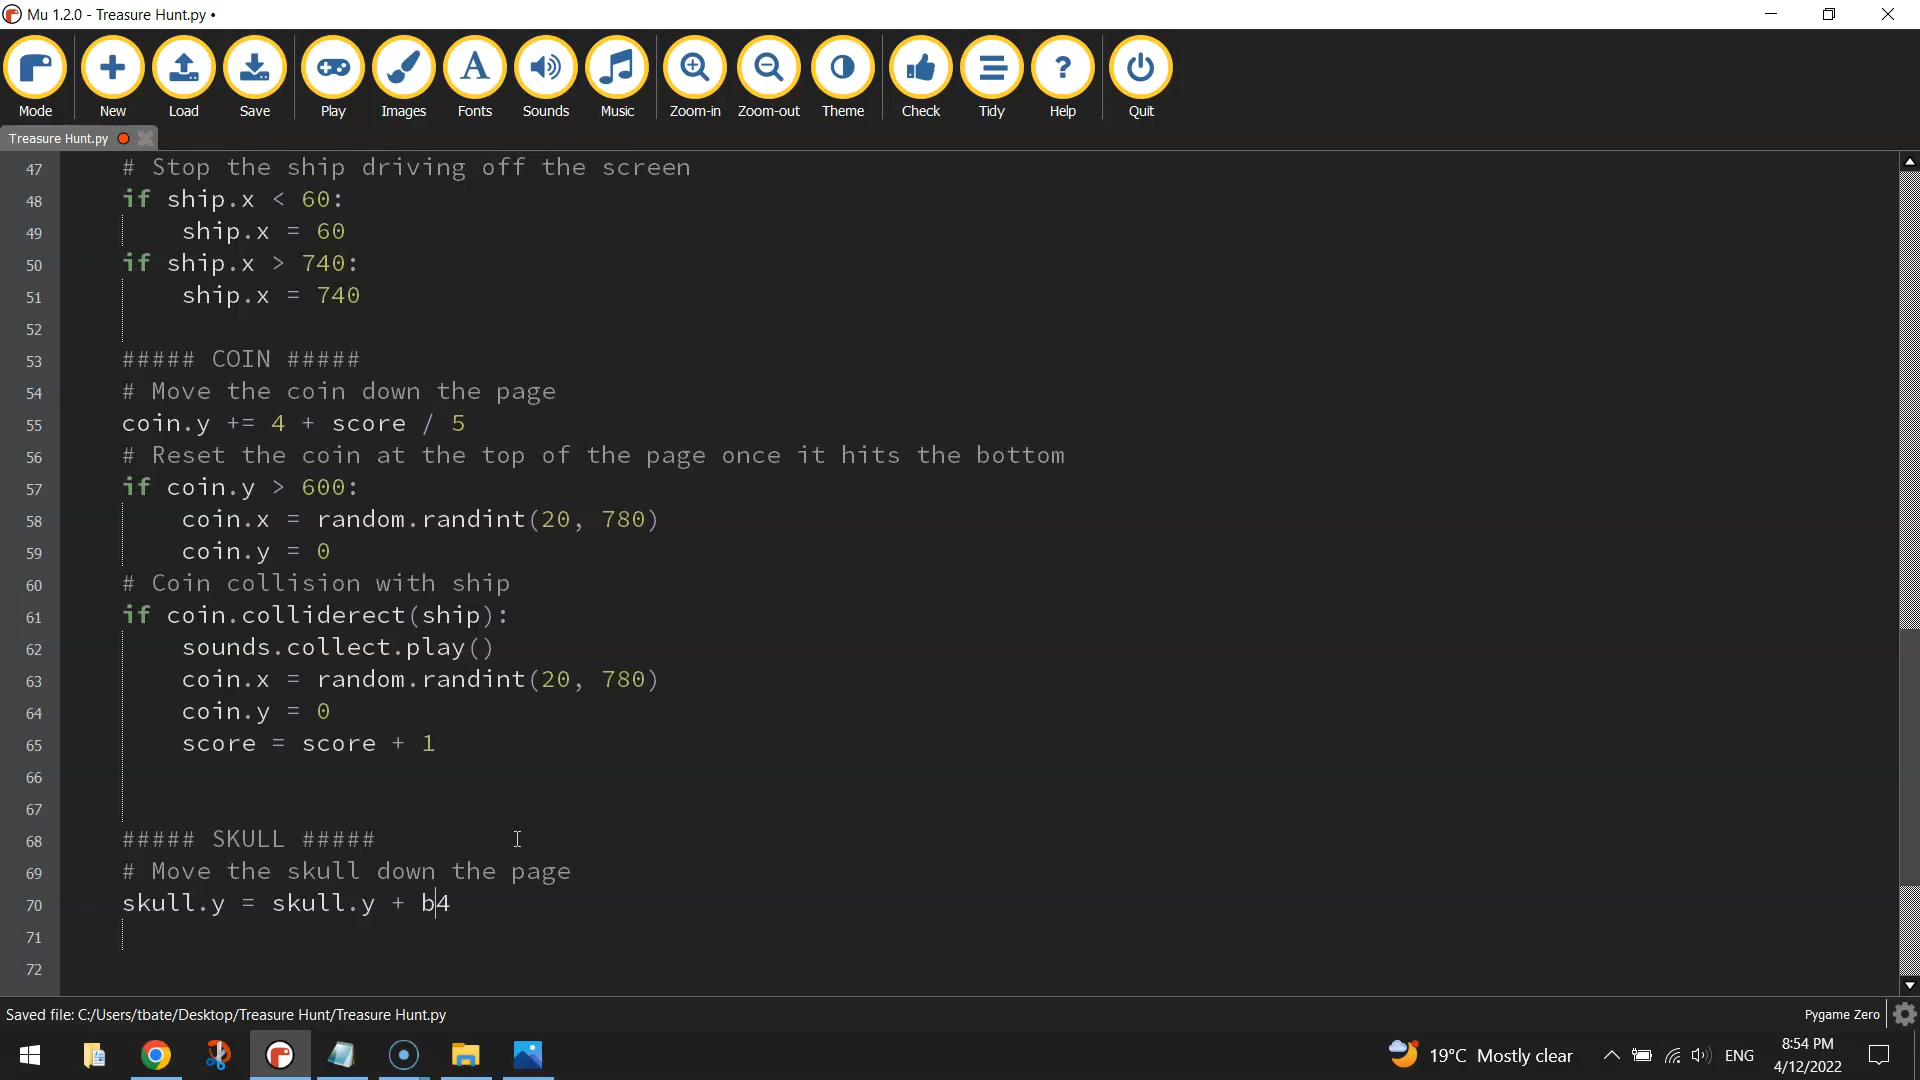 Mu 1.2.0 - Treasure Hunt.py •
Mode New Load Save Play Images Fonts Sounds Music Zoom-in Zoom-out Theme Check Tidy Help Quit
Treasure Hunt.py
47 # Stop the ship driving off the screen
48 if ship.x < 60:
49 ship.x = 60
50 if ship.x > 740:
51 ship.x = 740
52
53 ##### COIN #####
54 # Move the coin down the page
55 coin.y += 4 + score / 5
56 # Reset the coin at the top of the page once it hits the bottom
57 if coin.y > 600:
58 coin.x = random.randint(20, 780)
59 coin.y = 0
60 # Coin collision with ship
61 if coin.colliderect(ship):
62 sounds.collect.play()
63 coin.x = random.randint(20, 780)
64 coin.y = 0
65 score = score + 1
66
67
68 ##### SKULL #####
69 # Move the skull down the page
70 skull.y = skull.y + b4
71
72
Saved file: C:/Users/tbate/Desktop/Treasure Hunt/Treasure Hunt.py
Pygame Zero
19°C Mostly clear
ENG
8:54 PM
4/12/2022